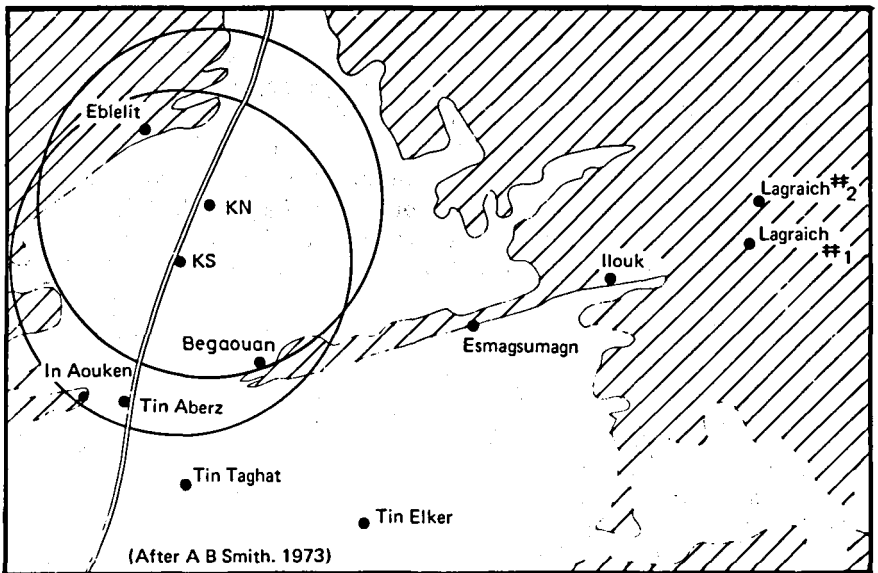 Eblelit
KN
Lagraich #2
KS
Lagraich #1
Ilouk
Begaouan
Esmagsumagn
In Aouken
Tin Aberz
Tin Taghat
Tin Elker
(After A B Smith. 1973)